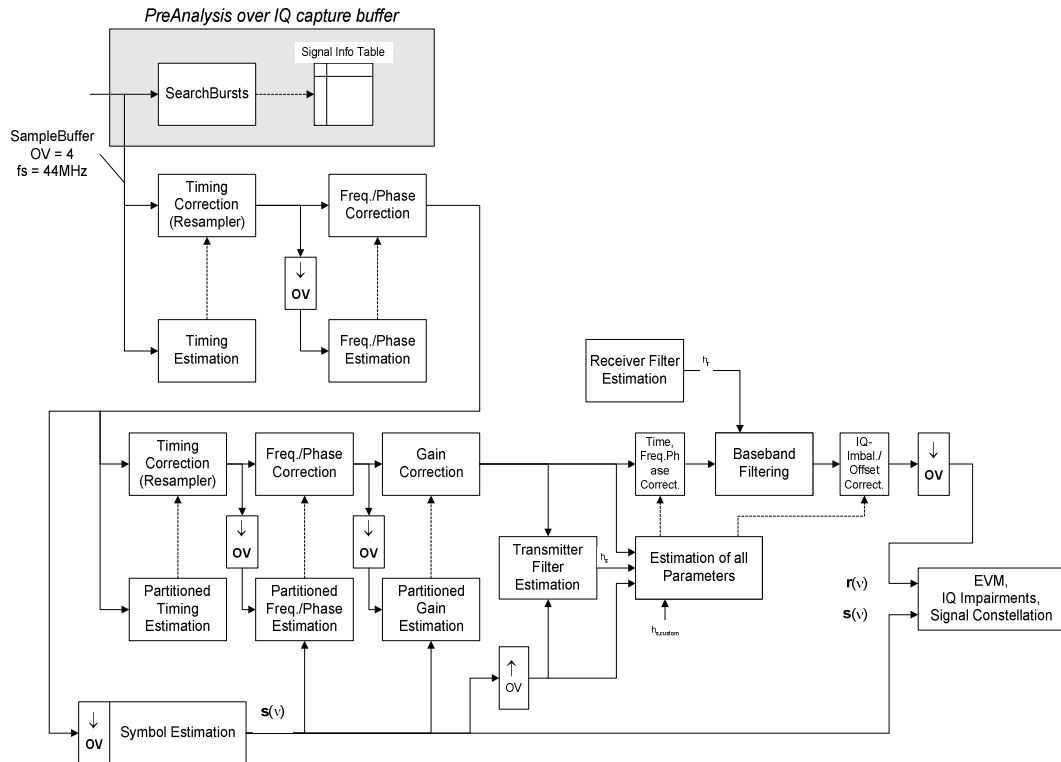 PreAnalysis over IQ capture buffer
Signal Info Table
SearchBursts
SampleBuffer
OV = 4
fs = 44MHz
Timing
Correction
(Resampler)
Freq./Phase
Correction
↓
OV
Timing
Estimation
Freq./Phase
Estimation
Receiver Filter
Estimation
hr
Timing
Correction
(Resampler)
Freq./Phase
Correction
Gain
Correction
Time,
Freq.Ph
ase
Correct.
Baseband
Filtering
IQ-
Imbal./
Offset
Correct.
↓
OV
↓
OV
↓
OV
Transmitter
Filter
Estimation
hs
Estimation of all
Parameters
Partitioned
Timing
Estimation
Partitioned
Freq./Phase
Estimation
Partitioned
Gain
Estimation
r(ν)
s(ν)
EVM,
IQ Impairments,
Signal Constellation
hs,custom
↑
OV
↓
OV
Symbol Estimation
s(ν)